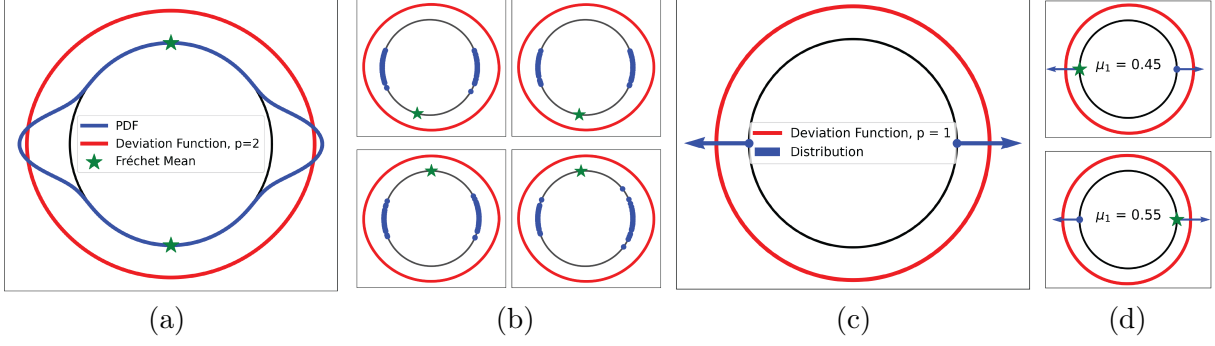 PDF
Deviation Function, p=2
Fréchet Mean
Deviation Function, p = 1
Distribution
μ₁ = 0.45
μ₁ = 0.55
(a)
(b)
(c)
(d)